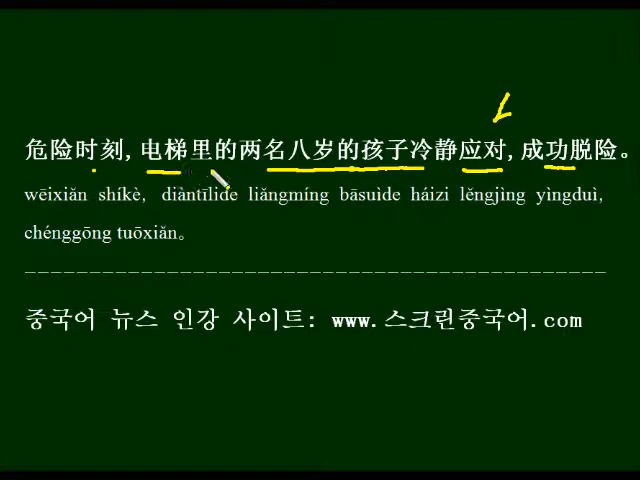 危险时刻,电梯里的两名八岁的孩子冷静应对,成功脱险。
wēixiǎn shíkè, diàntīlǐde liǎngmíng bāsuìde háizi lěngjìng yìngduì,
chénggōng tuōxiǎn。
중국어 뉴스 인강 사이트: www.스크린중국어.com